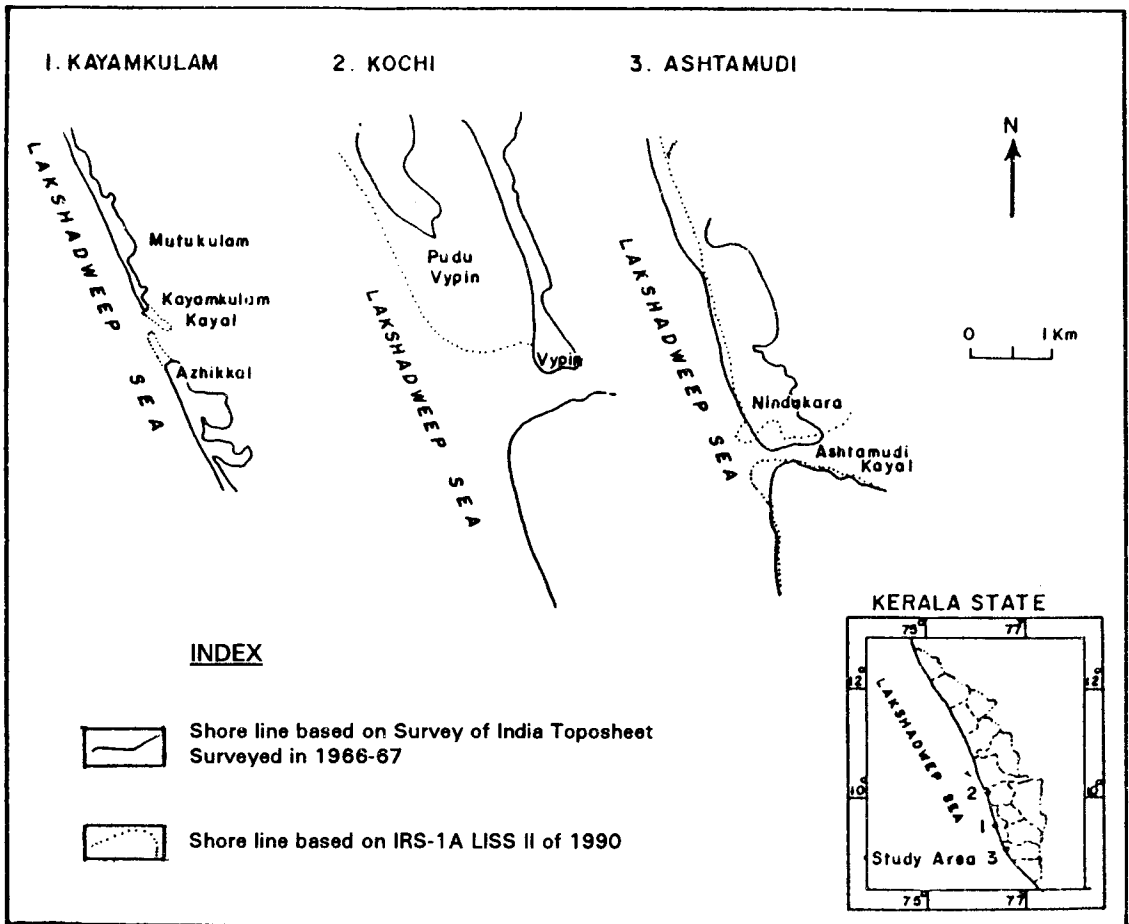 1. KAYAMKULAM
2. KOCHI
3. ASHTAMUDI
N
LAKSHADWEEP SEA
Mutukulam
Kayamkulam
Kayal
Azhikkal
Pudu
Vypin
LAKSHADWEEP SEA
Vypin
LAKSHADWEEP SEA
Nindakara
Ashtamudi
Kayal
0 1 Km
INDEX
Shore line based on Survey of India Toposheet
Surveyed in 1966-67
Shore line based on IRS-1A LISS II of 1990
KERALA STATE
75° 77°
12° 12°
LAKSHADWEP SEA
10° 10°
2
1
Study Area 3
75° 77°